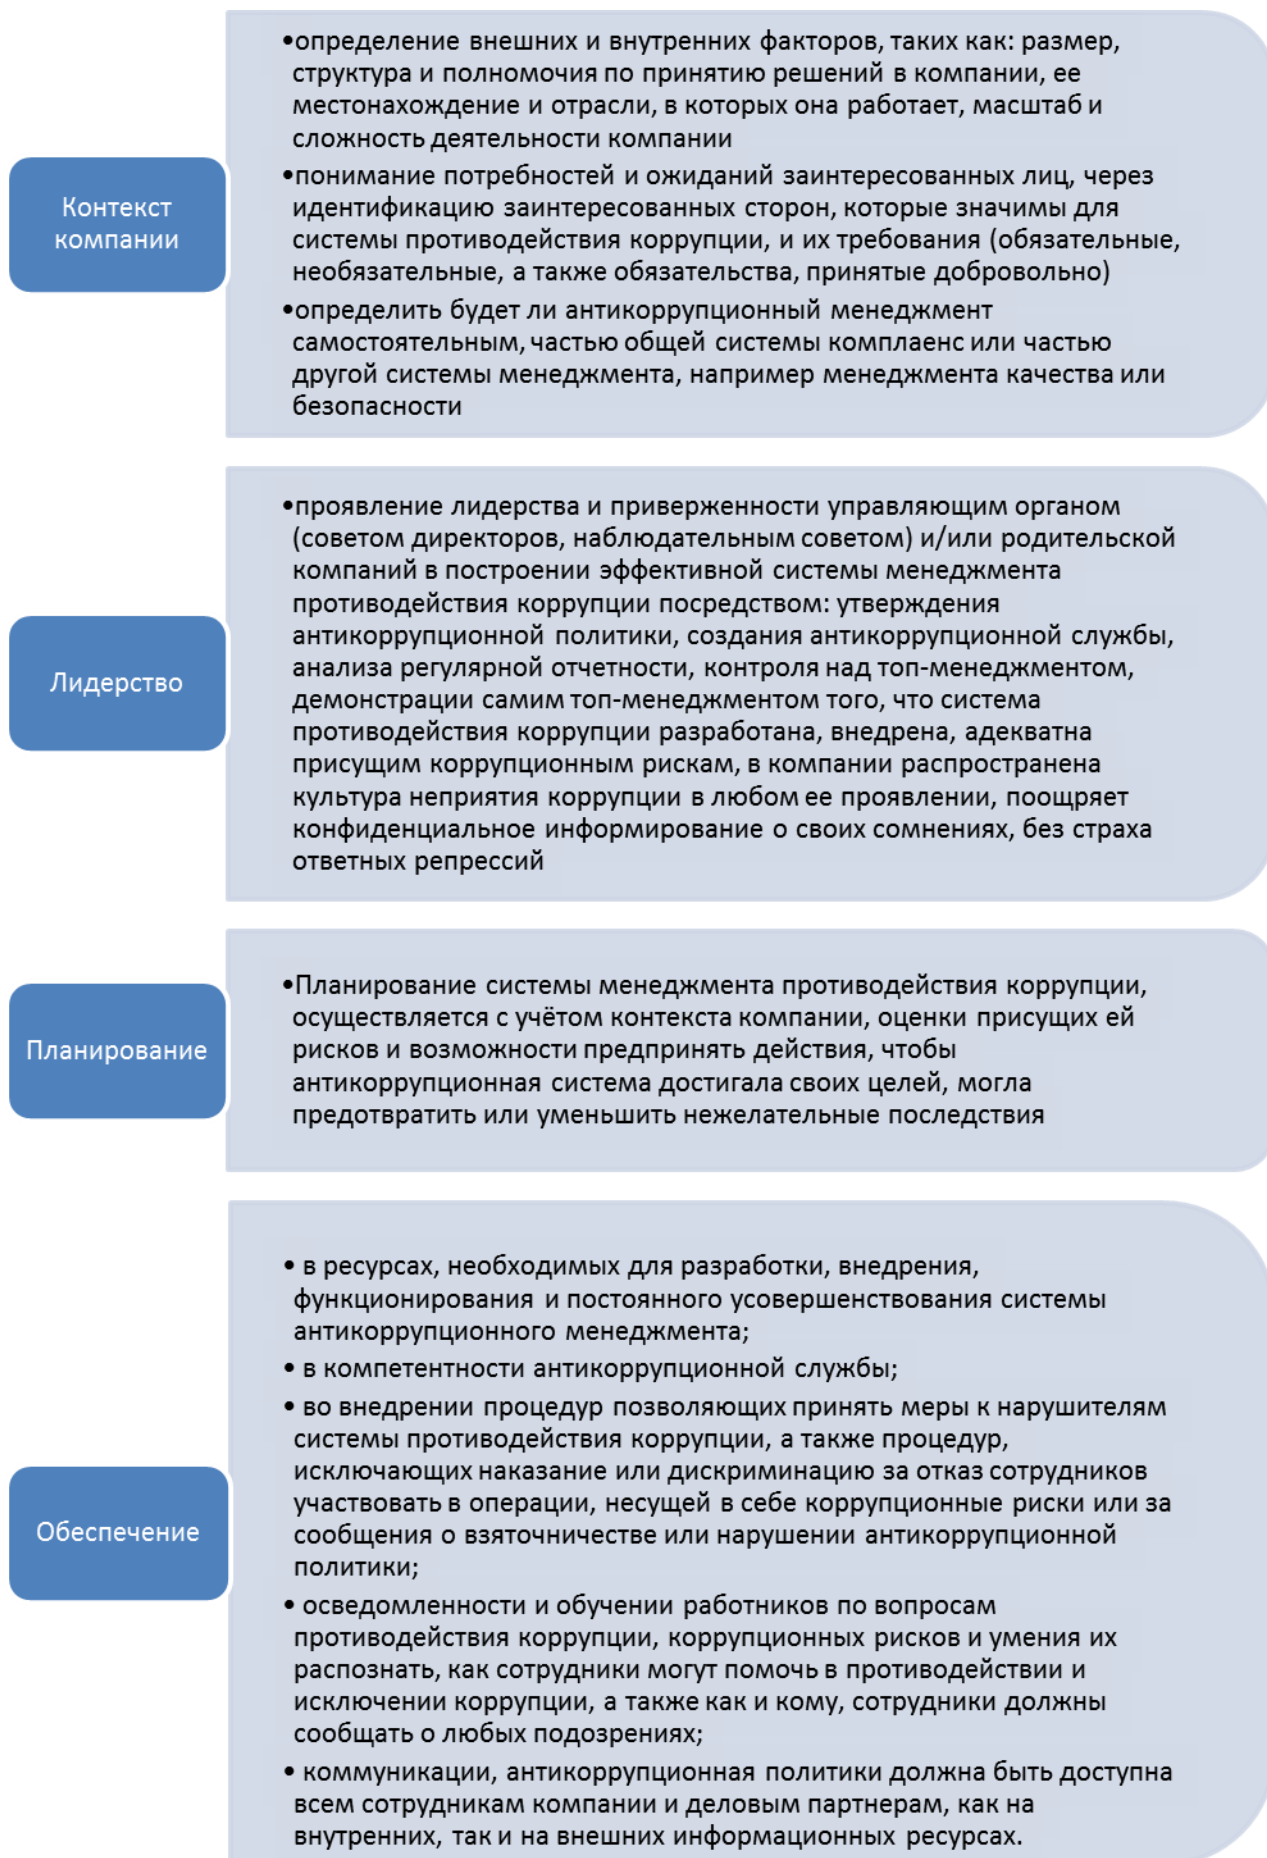 •определение внешних и внутренних факторов, таких как: размер,
структура и полномочия по принятию решений в компании, ее
местонахождение и отрасли, в которых она работает, масштаб и
сложность деятельности компании
Контекст
компании
•понимание потребностей и ожиданий заинтересованных лиц, через
идентификацию заинтересованных сторон, которые значимы для
системы противодействия коррупции, и их требования (обязательные,
необязательные, а также обязательства, принятые добровольно)
•определить будет ли антикоррупционный менеджмент
самостоятельным, частью общей системы комплаенс или частью
другой системы менеджмента, например менеджмента качества или
безопасности
Лидерство
•проявление лидерства и приверженности управляющим органом
(советом директоров, наблюдательным советом) и/или родительской
компаний в построении эффективной системы менеджмента
противодействия коррупции посредством: утверждения
антикоррупционной политики, создания антикоррупционной службы,
анализа регулярной отчетности, контроля над топ-менеджментом,
демонстрации самим топ-менеджментом того, что система
противодействия коррупции разработана, внедрена, адекватна
присущим коррупционным рискам, в компании распространена
культура неприятия коррупции в любом ее проявлении, поощряет
конфиденциальное информирование о своих сомнениях, без страха
ответных репрессий
Планирование
•Планирование системы менеджмента противодействия коррупции,
осуществляется с учётом контекста компании, оценки присущих ей
рисков и возможности предпринять действия, чтобы
антикоррупционная система достигала своих целей, могла
предотвратить или уменьшить нежелательные последствия
Обеспечение
• в ресурсах, необходимых для разработки, внедрения,
функционирования и постоянного усовершенствования системы
антикоррупционного менеджмента;
• в компетентности антикоррупционной службы;
• во внедрении процедур позволяющих принять меры к нарушителям
системы противодействия коррупции, а также процедур,
исключающих наказание или дискриминацию за отказ сотрудников
участвовать в операции, несущей в себе коррупционные риски или за
сообщения о взяточничестве или нарушении антикоррупционной
политики;
• осведомленности и обучении работников по вопросам
противодействия коррупции, коррупционных рисков и умения их
распознать, как сотрудники могут помочь в противодействии и
исключении коррупции, а также как и кому, сотрудники должны
сообщать о любых подозрениях;
• коммуникации, антикоррупционная политики должна быть доступна
всем сотрудникам компании и деловым партнерам, как на
внутренних, так и на внешних информационных ресурсах.